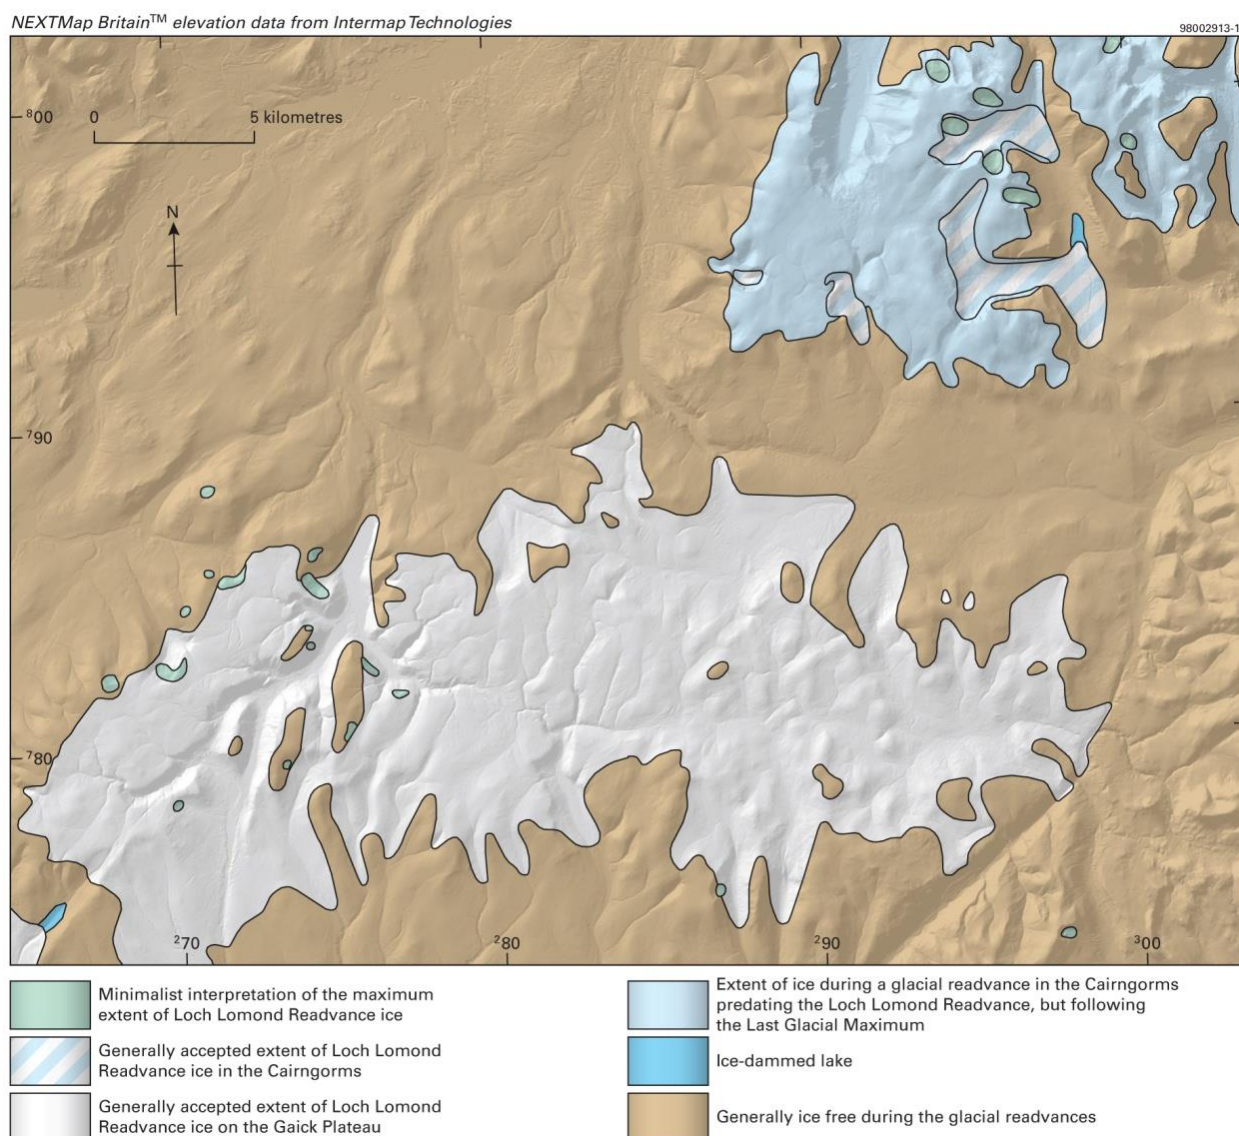 NEXTMap Britain™ elevation data from Intermap Technologies
98002913-1
⁸00
0 5 kilometres
N
⁷90
⁷80
²70 ²80 ²90 ³00
Minimalist interpretation of the maximum
extent of Loch Lomond Readvance ice
Generally accepted extent of Loch Lomond
Readvance ice in the Cairngorms
Generally accepted extent of Loch Lomond
Readvance ice on the Gaick Plateau
Extent of ice during a glacial readvance in the Cairngorms
predating the Loch Lomond Readvance, but following
the Last Glacial Maximum
Ice-dammed lake
Generally ice free during the glacial readvances